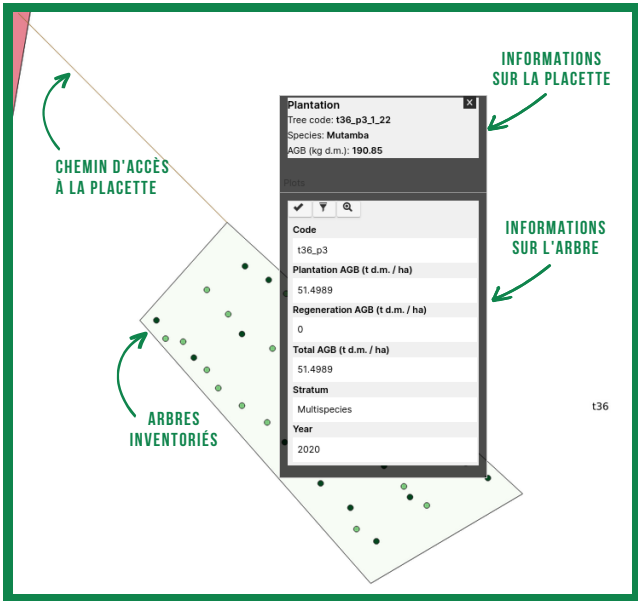 INFORMATIONS
SUR LA PLACETTE
CHEMIN D'ACCÈS
À LA PLACETTE
Plantation
X
Tree code: t36_p3_1_22
Species: Mutamba
AGB (kg d.m.): 190.85
Plots
Code
t36_p3
Plantation AGB (t d.m. / ha)
51.4989
Regeneration AGB (t d.m. / ha)
0
Total AGB (t d.m. / ha)
51.4989
Stratum
Multispecies
Year
2020
INFORMATIONS
SUR L'ARBRE
ARBRES
INVENTORIÉS
t36